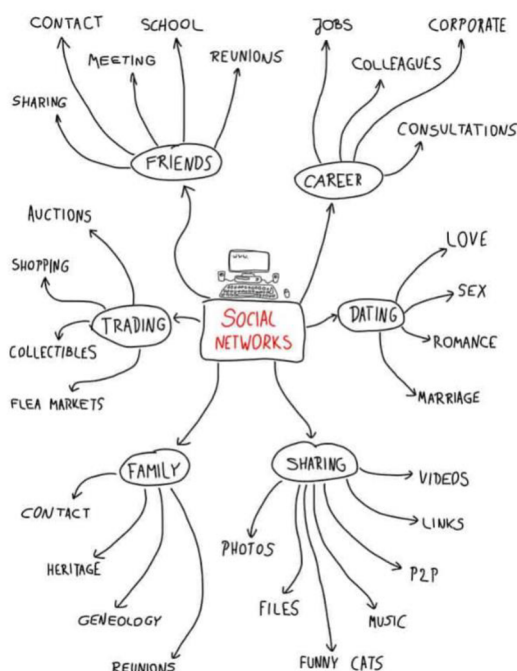 CONTACT
SCHOOL
MEETING
REUNIONS
SHARING
FRIENDS
JOBS
CORPORATE
COLLEAGUES
CONSULTATIONS
CAREER
AUCTIONS
SHOPPING
TRADING
COLLECTIBLES
FLEA MARKETS
SOCIAL
NETWORKS
LOVE
SEX
DATING
ROMANCE
MARRIAGE
FAMILY
CONTACT
HERITAGE
GENEOLOGY
REUNIONS
SHARING
VIDEOS
LINKS
PHOTOS
P2P
FILES
MUSIC
FUNNY CATS